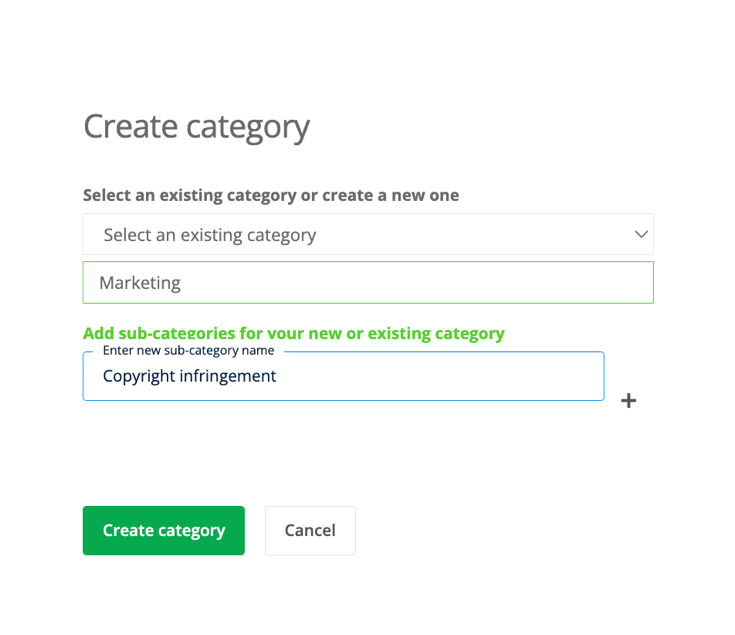 Create category
Select an existing category or create a new one
Select an existing category
Marketing
Add sub-categories for your new or existing category
Enter new sub-category name
Copyright infringement
+
Create category
Cancel